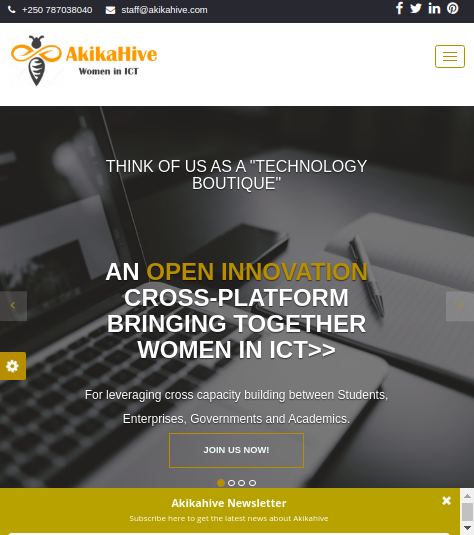 +250 787038040 staff@akikahive.com
AkikaHive
Women in ICT
THINK OF US AS A "TECHNOLOGY
BOUTIQUE"
AN OPEN INNOVATION
CROSS-PLATFORM
BRINGING TOGETHER
WOMEN IN ICT>>
For leveraging cross capacity building between Students,
Enterprises, Governments and Academics.
JOIN US NOW!
Akikahive Newsletter
Subscribe here to get the latest news about Akikahive